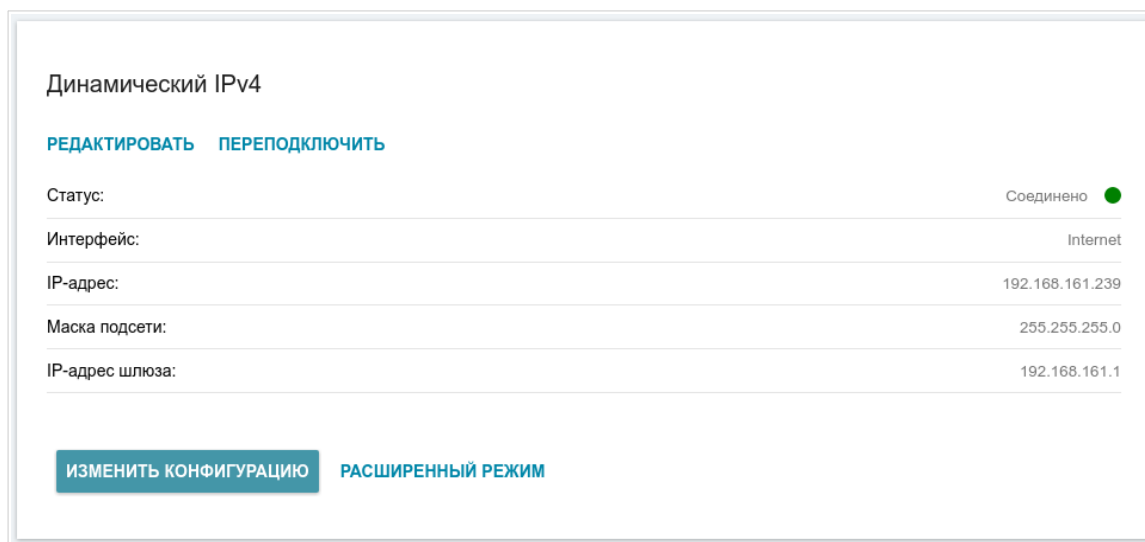 Динамический IPv4
РЕДАКТИРОВАТЬ ПЕРЕПОДКЛЮЧИТЬ
Статус: Соединено
Интерфейс: Internet
IP-адрес: 192.168.161.239
Маска подсети: 255.255.255.0
IP-адрес шлюза: 192.168.161.1
ИЗМЕНИТЬ КОНФИГУРАЦИЮ РАСШИРЕННЫЙ РЕЖИМ